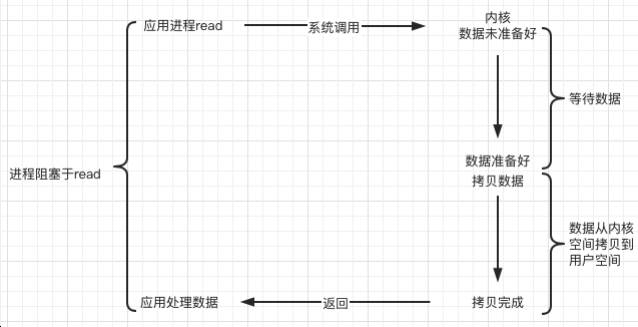 应用进程read
系统调用
内核
数据未准备好
等待数据
进程阻塞于read
数据准备好
拷贝数据
数据从内核
空间拷贝到
用户空间
应用处理数据
返回
拷贝完成